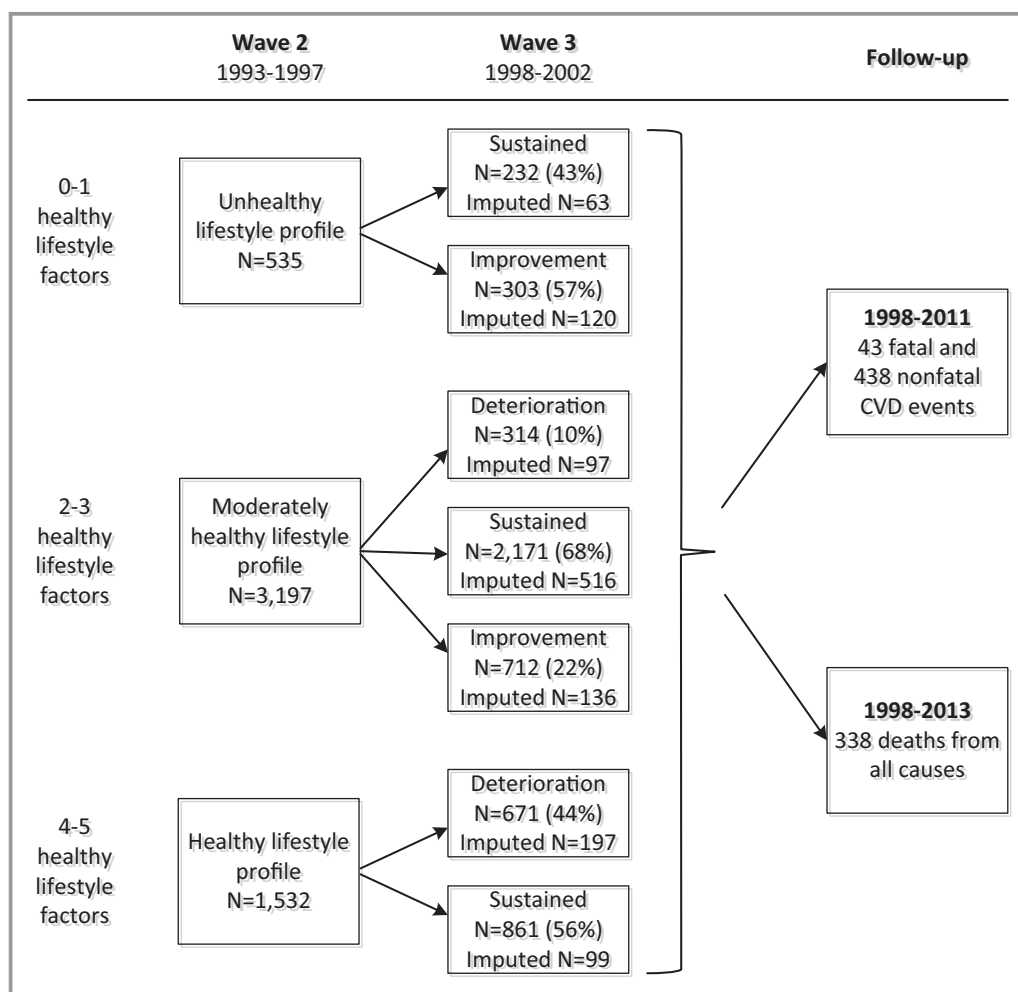 Wave 2
1993-1997
Wave 3
1998-2002
Follow-up
0-1
healthy
lifestyle
factors
Unhealthy
lifestyle profile
N=535
Sustained
N=232 (43%)
Imputed N=63
Improvement
N=303 (57%)
Imputed N=120
2-3
healthy
lifestyle
factors
Moderately
healthy lifestyle
profile
N=3,197
Deterioration
N=314 (10%)
Imputed N=97
Sustained
N=2,171 (68%)
Imputed N=516
Improvement
N=712 (22%)
Imputed N=136
4-5
healthy
lifestyle
factors
Healthy lifestyle
profile
N=1,532
Deterioration
N=671 (44%)
Imputed N=197
Sustained
N=861 (56%)
Imputed N=99
1998-2011
43 fatal and
438 nonfatal
CVD events
1998-2013
338 deaths from
all causes